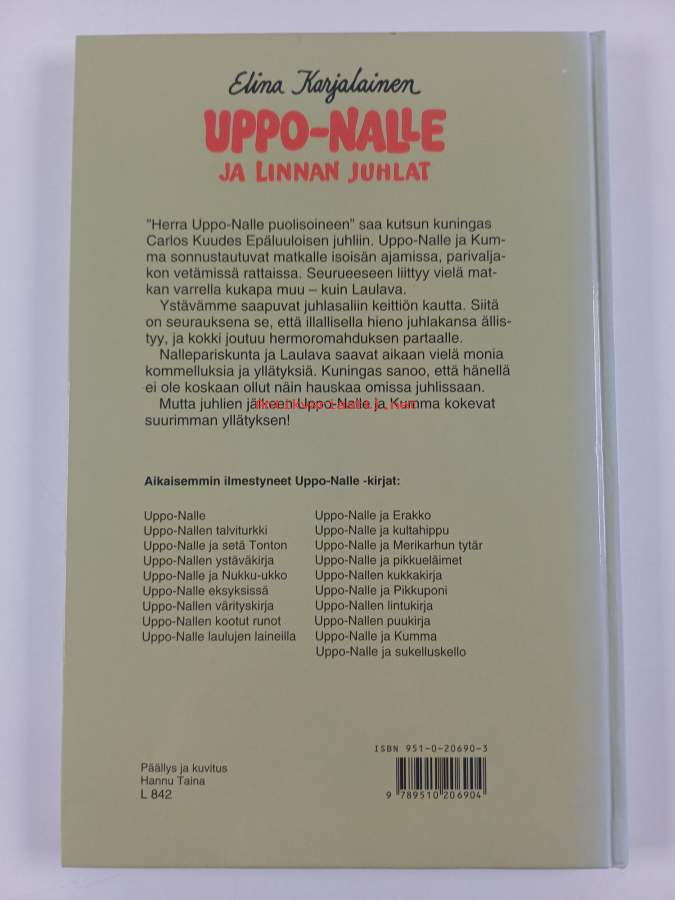 Elina Karjalainen
UPPO-NALLE
JA LINNAN JUHLAT
"Herra Uppo-Nalle puolisoineen" saa kutsun kuningas
Carlos Kuudes Epäluuloisen juhliin. Uppo-Nalle ja Kum-
ma sonnustautuvat matkalle isoisän ajamissa, parivalja-
kon vetämissä rattaissa. Seurueeseen liittyy vielä mat-
kan varrella kukapa muu – kuin Laulava.
Ystävämme saapuvat juhlasaliin keittiön kautta. Siitä
on seurauksena se, että illallisella hieno juhlakansa ällis-
tyy, ja kokki joutuu hermoromahduksen partaalle.
Nallepariskunta ja Laulava saavat aikaan vielä monia
kommelluksia ja yllätyksiä. Kuningas sanoo, että hänellä
ei ole koskaan ollut näin hauskaa omissa juhlissaan.
Mutta juhlien jälkeen Uppo-Nalle ja Kumma kokevat
suurimman yllätyksen!
Antikvariaatti.net
Aikaisemmin ilmestyneet Uppo-Nalle -kirjat:
Uppo-Nalle
Uppo-Nallen talviturkki
Uppo-Nalle ja setä Tonton
Uppo-Nallen ystäväkirja
Uppo-Nalle ja Nukku-ukko
Uppo-Nalle eksyksissä
Uppo-Nallen värityskirja
Uppo-Nallen kootut runot
Uppo-Nalle laulujen laineilla
Uppo-Nalle ja Erakko
Uppo-Nalle ja kultahippu
Uppo-Nalle ja Merikarhun tytär
Uppo-Nalle ja pikkueläimet
Uppo-Nallen kukkakirja
Uppo-Nalle ja Pikkuponi
Uppo-Nallen lintukirja
Uppo-Nallen puukirja
Uppo-Nalle ja Kumma
Uppo-Nalle ja sukelluskello
Päällys ja kuvitus
Hannu Taina
L 842
ISBN 951-0-20690-3
9 789510 206904